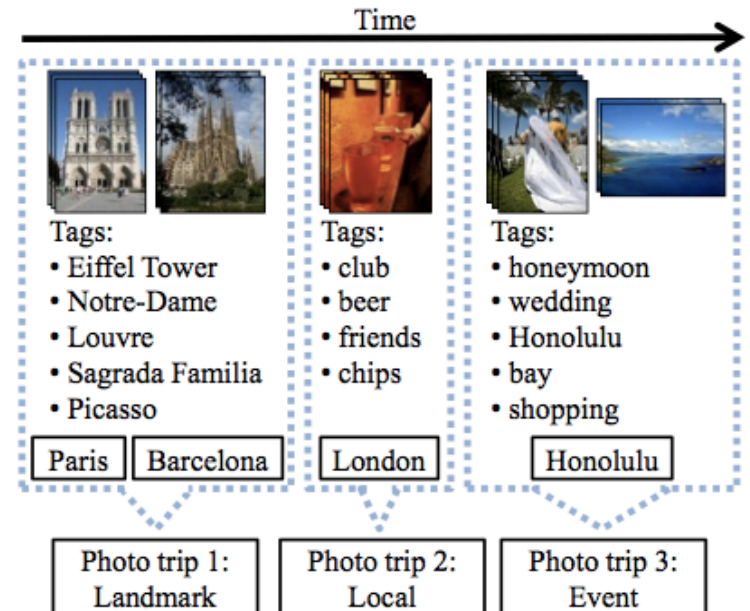 Time
Tags:
• Eiffel Tower
• Notre-Dame
• Louvre
• Sagrada Familia
• Picasso
Paris
Barcelona
Tags:
• club
• beer
• friends
• chips
London
Tags:
• honeymoon
• wedding
• Honolulu
• bay
• shopping
Honolulu
Photo trip 1:
Landmark
Photo trip 2:
Local
Photo trip 3:
Event